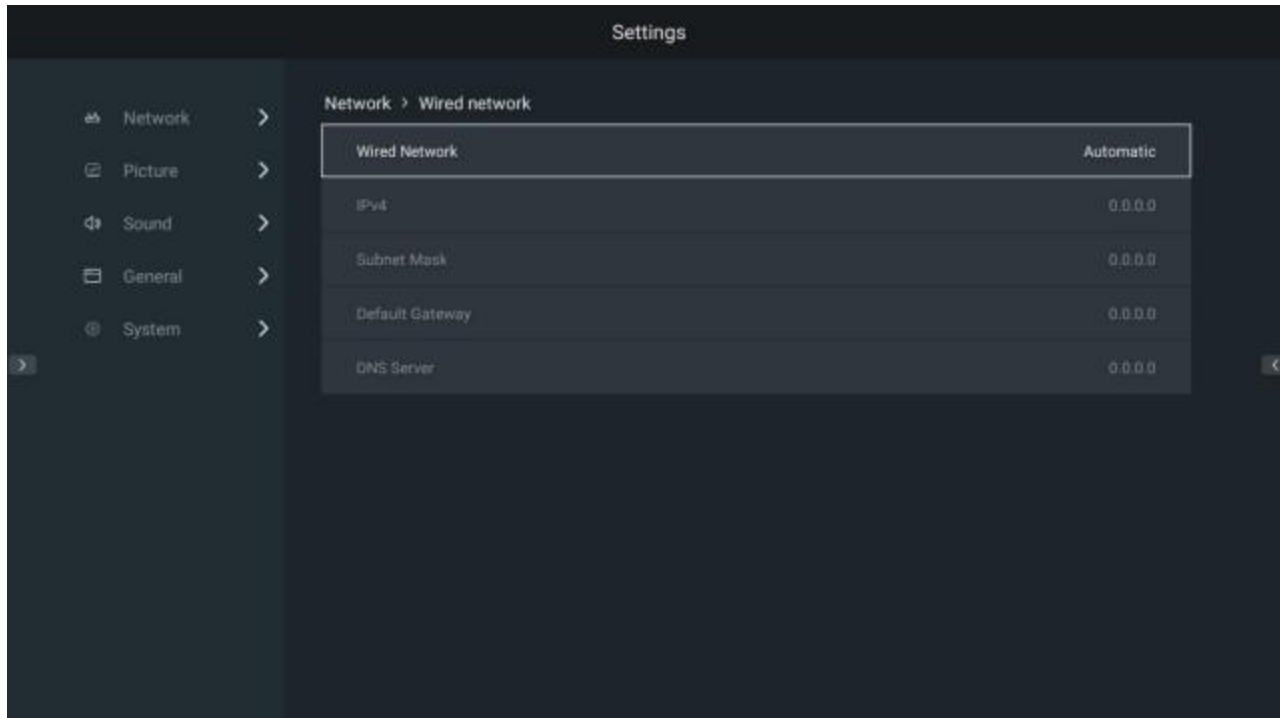 Settings
Network
Picture
Sound
General
System
Network > Wired network
Wired Network Automatic
IPv4 0.0.0.0
Subnet Mask 0.0.0.0
Default Gateway 0.0.0.0
DNS Server 0.0.0.0